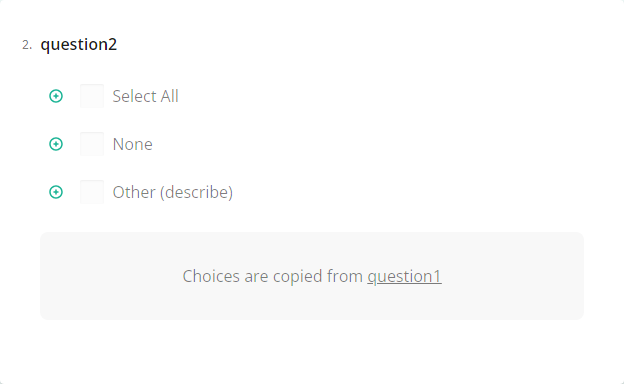 2. question2
Select All
None
Other (describe)
Choices are copied from question1